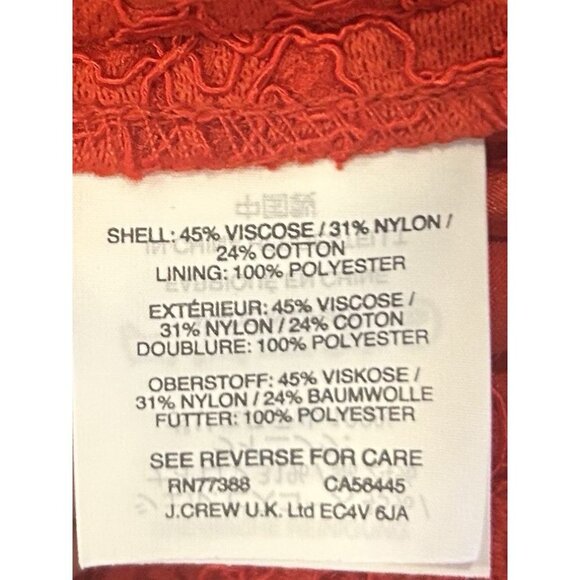 SHELL: 45% VISCOSE / 31% NYLON /
24% COTTON
LINING: 100% POLYESTER
EXTÉRIEUR: 45% VISCOSE /
31% NYLON / 24% COTON
DOUBLURE: 100% POLYESTER
OBERSTOFF: 45% VISKOSE /
31% NYLON / 24% BAUMWOLLE
FUTTER: 100% POLYESTER
SEE REVERSE FOR CARE
RN77388 CA56445
J.CREW U.K. Ltd EC4V 6JA